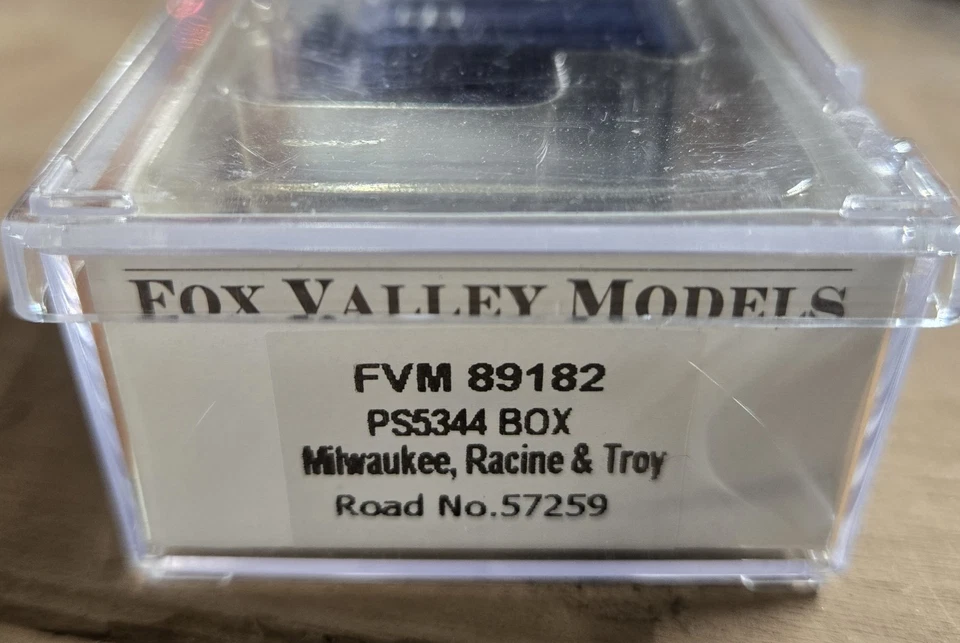 FOX VALLEY MODELS
FVM 89182
PS5344 BOX
Milwaukee, Racine & Troy
Road No.57259